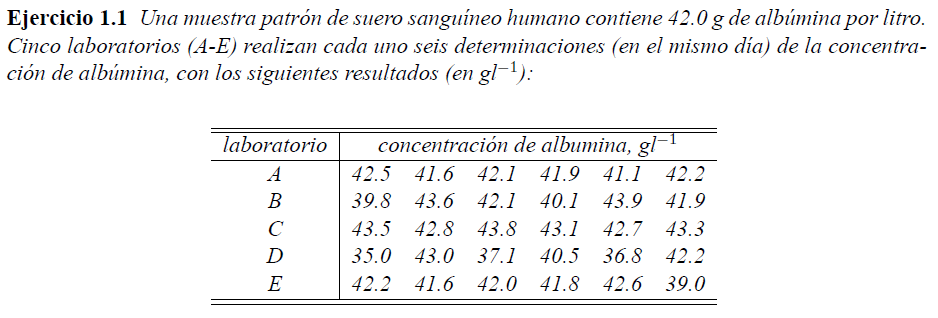 Ejercicio 1.1 Una muestra patrón de suero sanguíneo humano contiene 42.0 g de albúmina por litro.
Cinco laboratorios (A-E) realizan cada uno seis determinaciones (en el mismo día) de la concentra-
ción de albúmina, con los siguientes resultados (en gl⁻¹):
laboratorio concentración de albumina, gl⁻¹
A 42.5 41.6 42.1 41.9 41.1 42.2
B 39.8 43.6 42.1 40.1 43.9 41.9
C 43.5 42.8 43.8 43.1 42.7 43.3
D 35.0 43.0 37.1 40.5 36.8 42.2
E 42.2 41.6 42.0 41.8 42.6 39.0